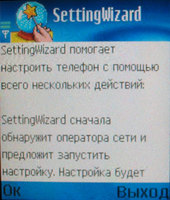 SettingWizard
SettingWizard помогает
настроить телефон с помощью
всего нескольких действий:
SettingWizard сначала
обнаружит оператора сети и
предложит запустить
настройку. Настройка будет
Ок
Выход